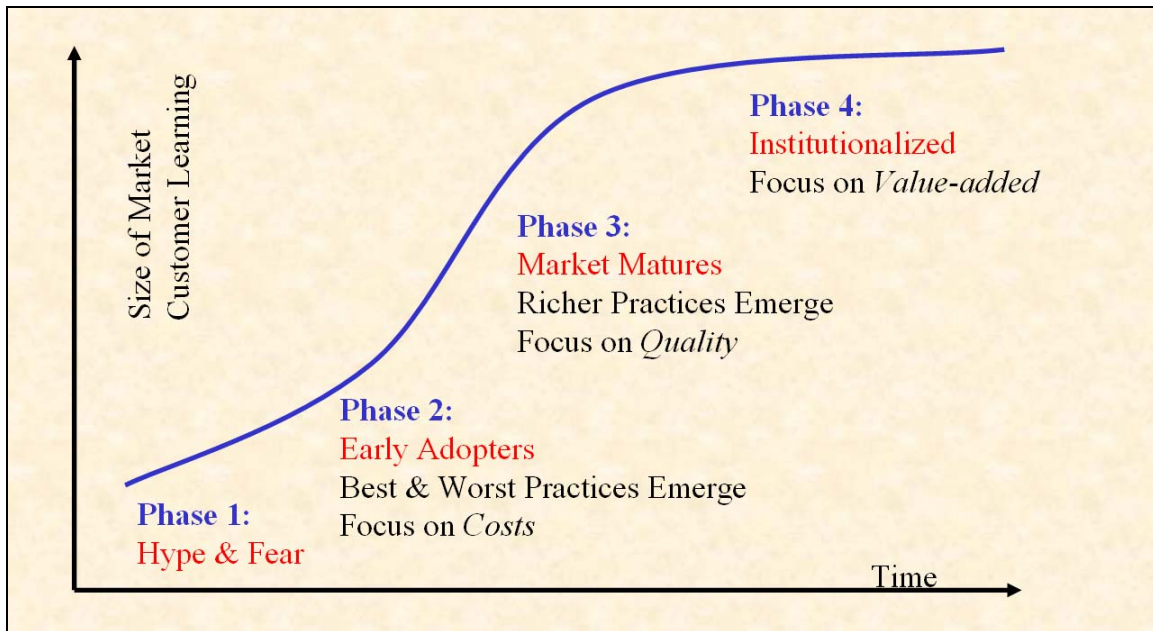 Size of Market
Customer Learning
Phase 1:
Hype & Fear
Phase 2:
Early Adopters
Best & Worst Practices Emerge
Focus on Costs
Phase 3:
Market Matures
Richer Practices Emerge
Focus on Quality
Phase 4:
Institutionalized
Focus on Value-added
Time